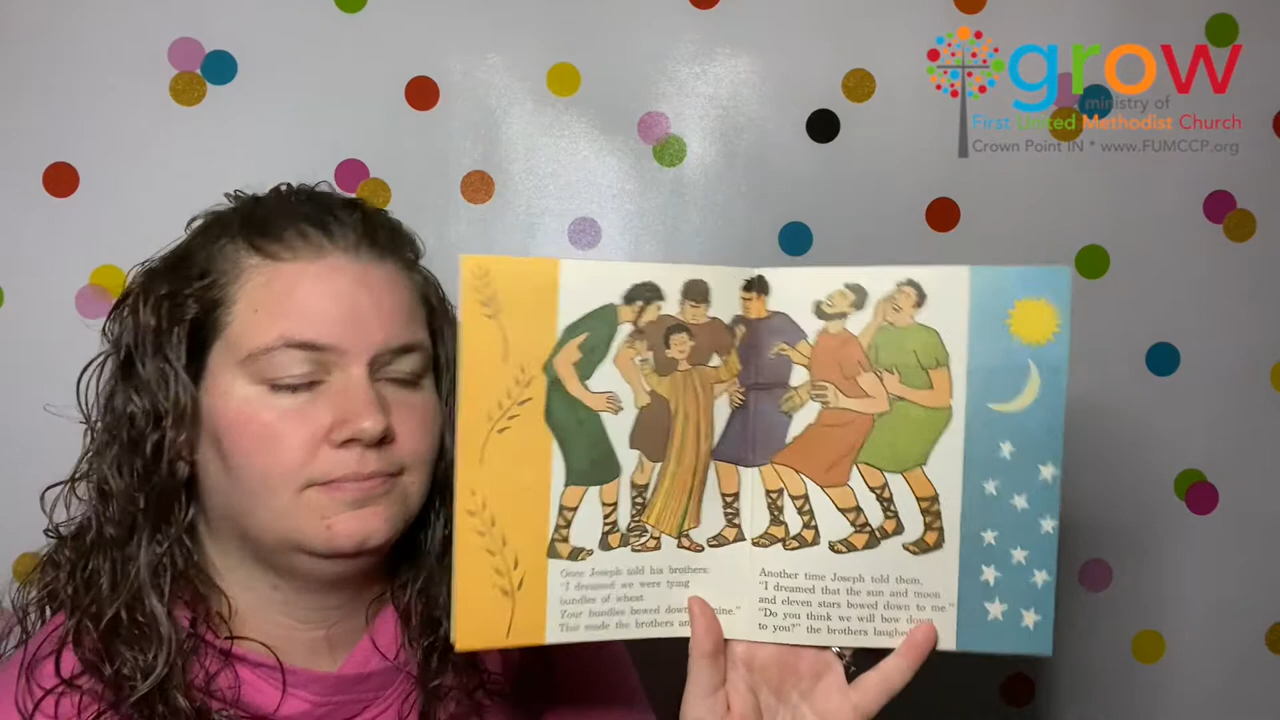 grow
ministry of
First United Methodist Church
Crown Point IN * www.FUMCCP.org
Once Joseph told his brothers:
"I dreamed we were tying
bundles of wheat.
Your bundles bowed down mine."
This made the brothers
Another time Joseph told them,
"I dreamed that the sun and moon
and eleven stars bowed down to me."
"Do you think we will bow down
to you?" the brothers laughed